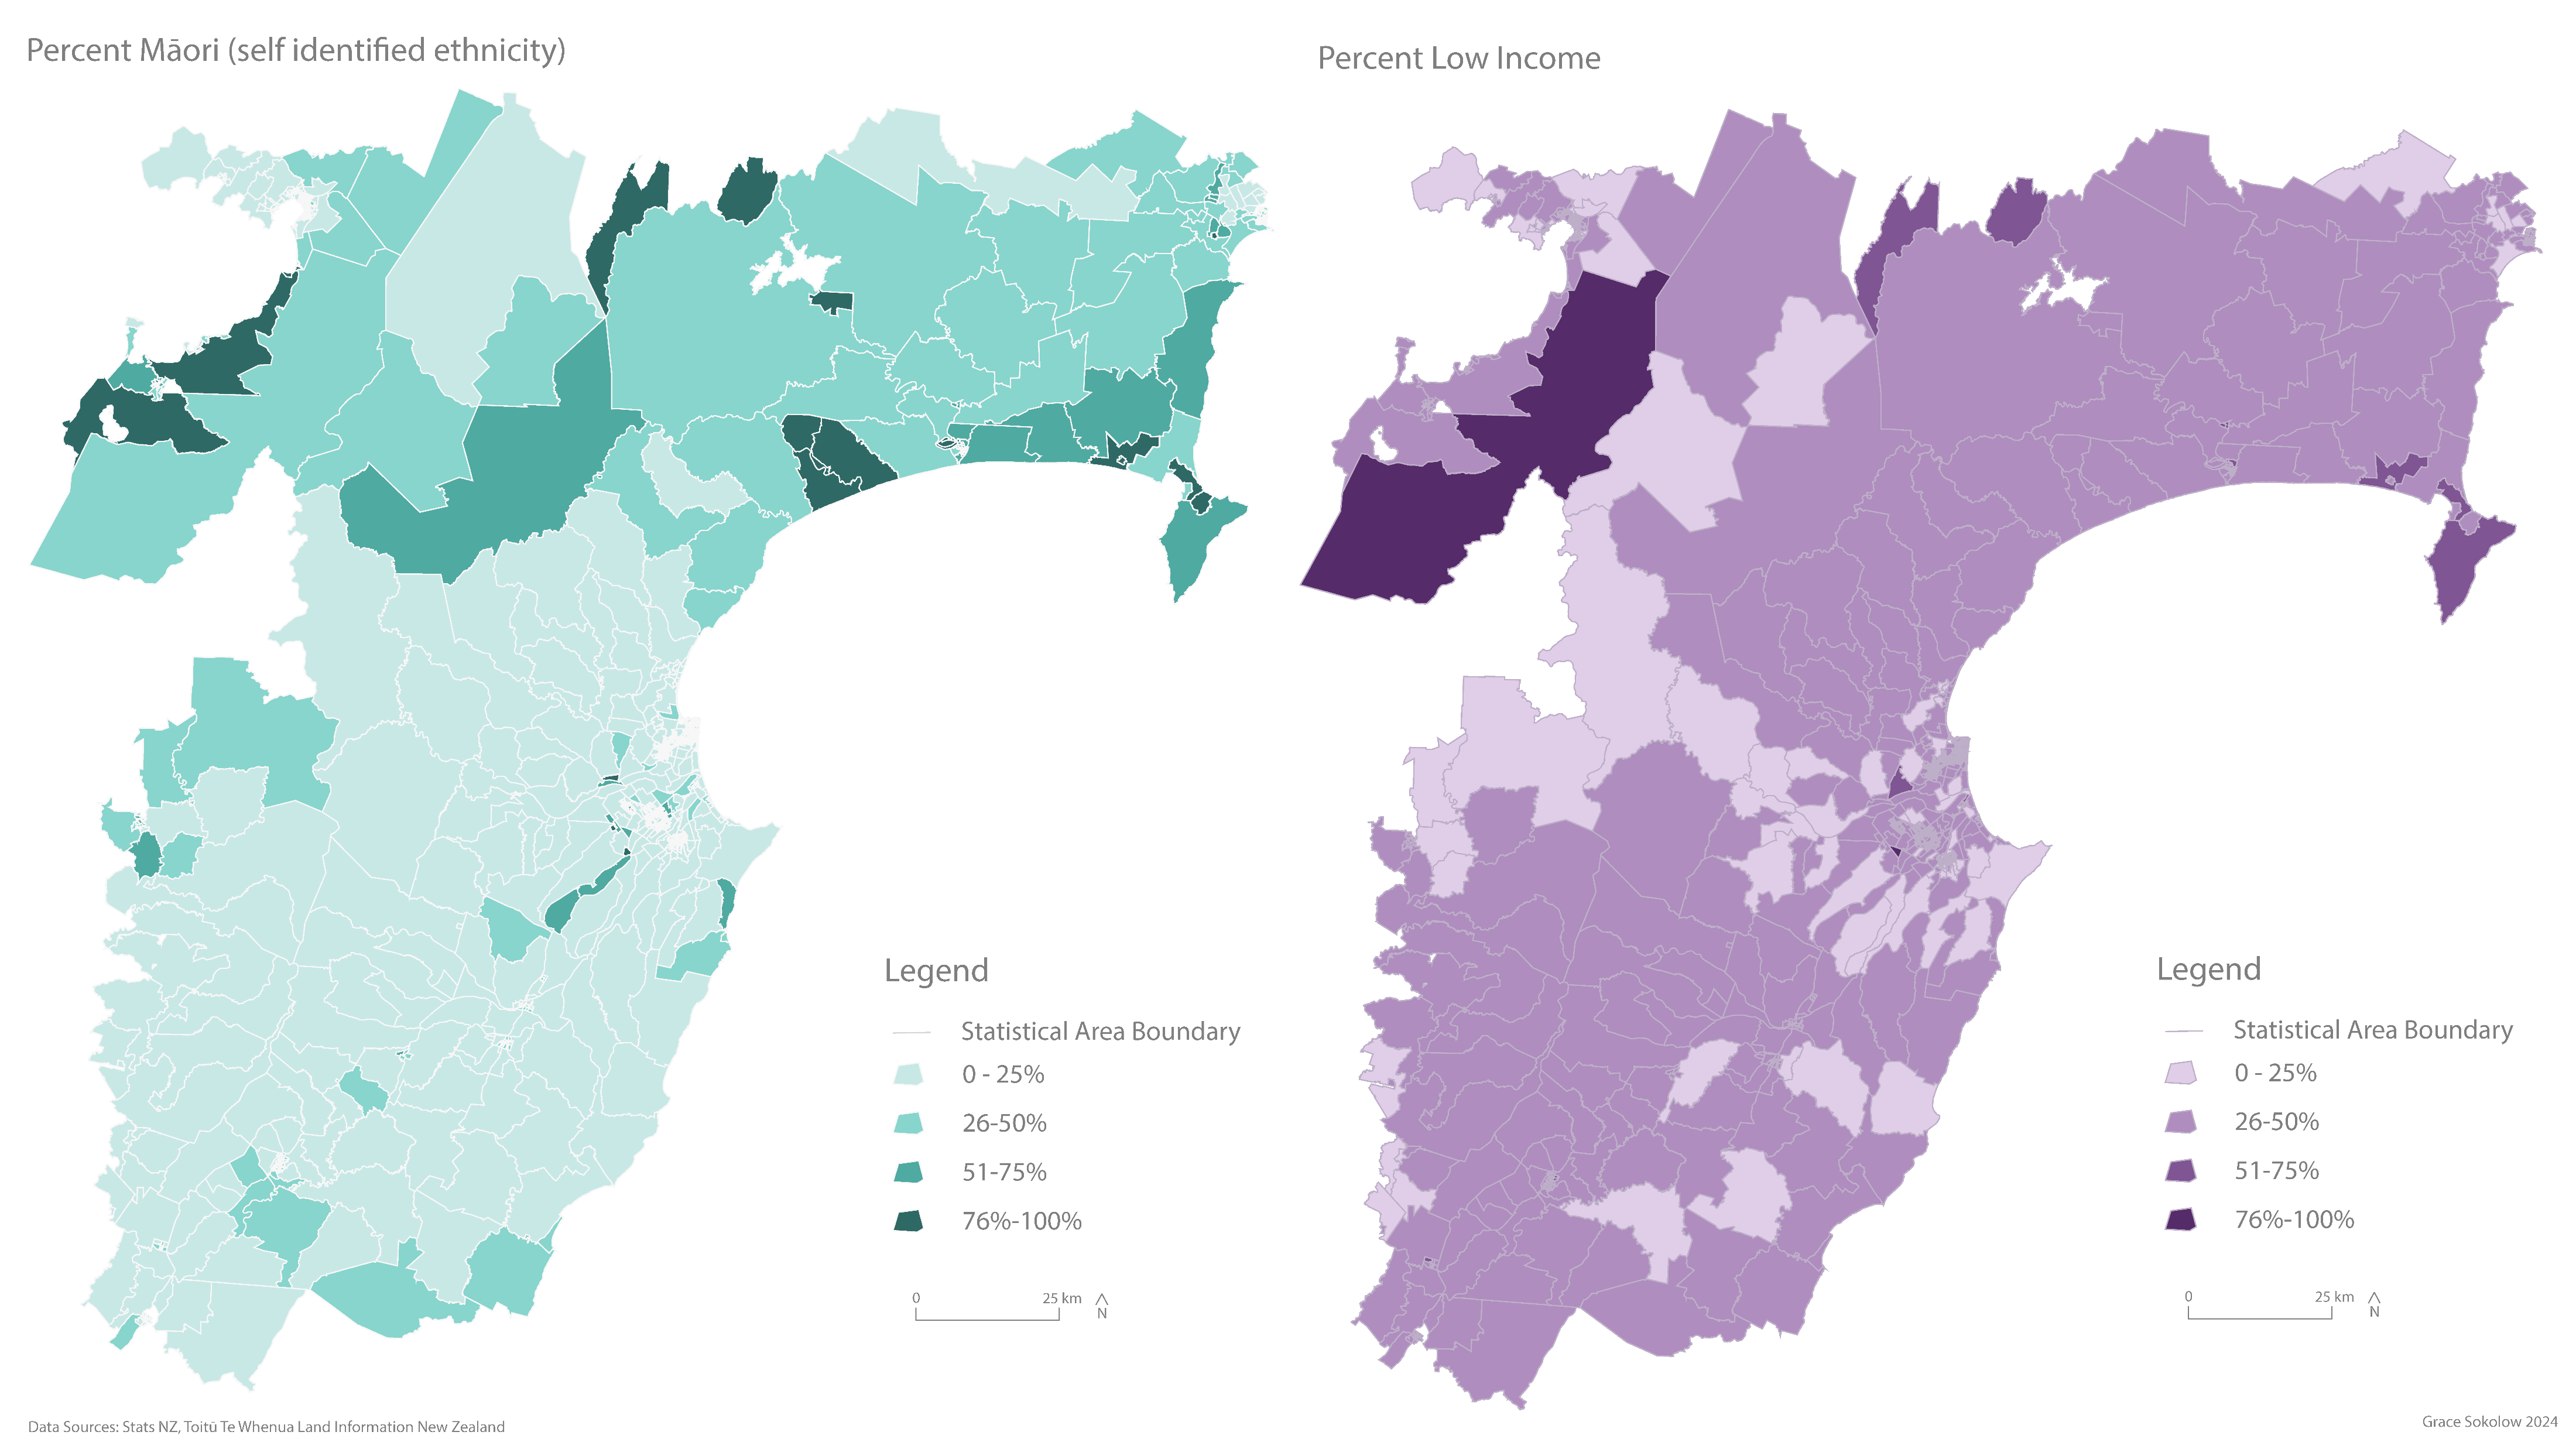 Percent Māori (self identified ethnicity)
Percent Low Income
Legend
Statistical Area Boundary
0 - 25%
26-50%
51-75%
76%-100%
0 25 km N
Legend
Statistical Area Boundary
0 - 25%
26-50%
51-75%
76%-100%
0 25 km N
Data Sources: Stats NZ, Toitū Te Whenua Land Information New Zealand
Grace Sokolow 2024